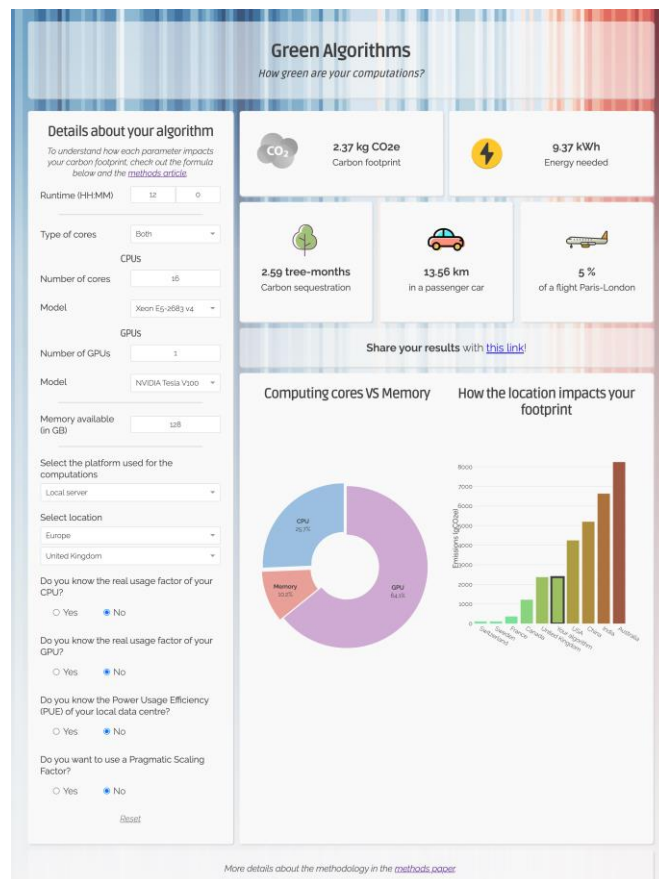 Green Algorithms
How green are your computations?
Details about your algorithm
To understand how each parameter impacts
your carbon footprint, check out the formula
below and the methods article
Runtime (HH:MM)
12
0
Type of cores
Both
CPUs
Number of cores
16
Model
Xeon E5-2683 v4
GPUs
Number of GPUs
1
Model
NVIDIA Tesla V100
Memory available
(in GB)
128
Select the platform used for the
computations
Local server
Select location
Europe
United Kingdom
Do you know the real usage factor of your
CPU?
Yes
No
Do you know the real usage factor of your
GPU?
Yes
No
Do you know the Power Usage Efficiency
(PUE) of your local data centre?
Yes
No
Do you want to use a Pragmatic Scaling
Factor?
Yes
No
Reset
CO2
2.37 kg CO2e
Carbon footprint
9.37 kWh
Energy needed
2.59 tree-months
Carbon sequestration
13.56 km
in a passenger car
5 %
of a flight Paris-London
Share your results with this link!
Computing cores VS Memory
CPU
25.7%
Memory
10.2%
GPU
64.1%
How the location impacts your
footprint
Emissions (gCO2e)
8000
7000
6000
5000
4000
3000
2000
1000
0
Switzerland
Sweden
France
Canada
United Kingdom
Your algorithm
USA
China
India
Australia
More details about the methodology in the methods paper